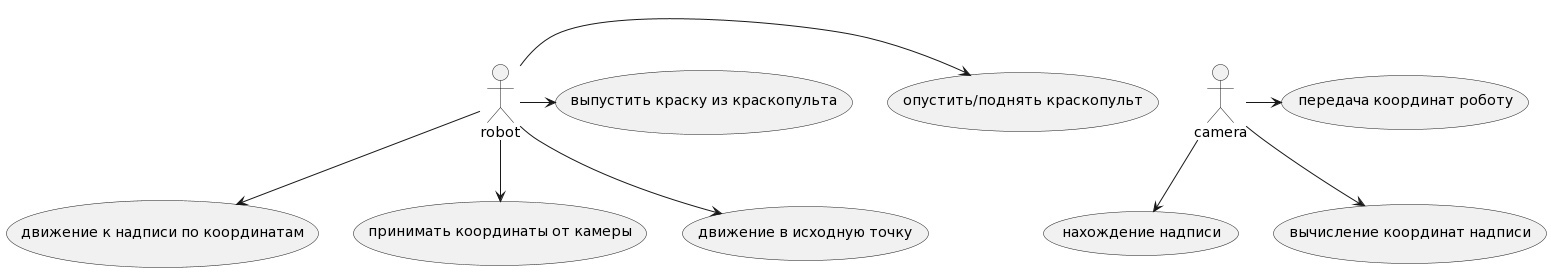 выпустить краску из краскопульта
опустить/поднять краскопульт
передача координат роботу
robot
camera
движение к надписи по координатам
принимать координаты от камеры
движение в исходную точку
нахождение надписи
вычисление координат надписи